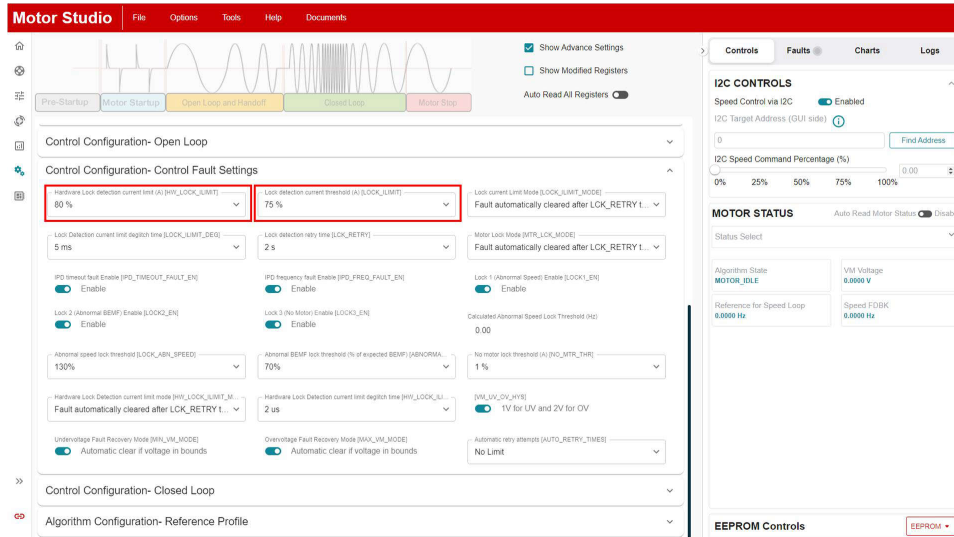 Motor Studio File Options Tools Help Documents
Show Advance Settings
Show Modified Registers
Auto Read All Registers
Pre-Startup Motor Startup Open Loop and Handoff Closed Loop Motor Stop
Control Configuration- Open Loop
Control Configuration- Control Fault Settings
Hardware Lock detection current limit (A) [HW_LOCK_ILIMIT]
80 %
Lock detection current threshold (A) [LOCK_ILIMIT]
75 %
Lock current Limit Mode [LOCK_ILIMIT_MODE]
Fault automatically cleared after LCK_RETRY t...
Lock Detection current limit deglitch time [LOCK_ILIMIT_DEG]
5 ms
Lock detection retry time [LCK_RETRY]
2 s
Motor Lock Mode [MTR_LCK_MODE]
Fault automatically cleared after LCK_RETRY t...
IPD timeout fault Enable [IPD_TIMEOUT_FAULT_EN]
Enable
IPD frequency fault Enable [IPD_FREQ_FAULT_EN]
Enable
Lock 1 (Abnormal Speed) Enable [LOCK1_EN]
Enable
Lock 2 (Abnormal BEMF) Enable [LOCK2_EN]
Enable
Lock 3 (No Motor) Enable [LOCK3_EN]
Enable
Calculated Abnormal Speed Lock Threshold (Hz)
0.00
Abnormal speed lock threshold [LOCK_ABN_SPEED]
130%
Abnormal BEMF lock threshold (% of expected BEMF) [ABNORMA...
70%
No motor lock threshold (A) [NO_MTR_THR]
1 %
Hardware Lock Detection current limit mode [HW_LOCK_ILIMIT_M...
Fault automatically cleared after LCK_RETRY t...
Hardware Lock Detection current limit deglitch time [HW_LOCK_ILI...
2 us
[VM_UV_OV_HYS]
1V for UV and 2V for OV
Undervoltage Fault Recovery Mode [MIN_VM_MODE]
Automatic clear if voltage in bounds
Overvoltage Fault Recovery Mode [MAX_VM_MODE]
Automatic clear if voltage in bounds
Automatic retry attempts [AUTO_RETRY_TIMES]
No Limit
Control Configuration- Closed Loop
Algorithm Configuration- Reference Profile
Controls Faults Charts Logs
I2C CONTROLS
Speed Control via I2C Enabled
I2C Target Address (GUI side)
0 Find Address
I2C Speed Command Percentage (%)
0.00
0% 25% 50% 75% 100%
MOTOR STATUS Auto Read Motor Status Disab
Status Select
Algorithm State
MOTOR_IDLE
VM Voltage
0.0000 V
Reference for Speed Loop
0.0000 Hz
Speed FDBK
0.0000 Hz
EEPROM Controls EEPROM